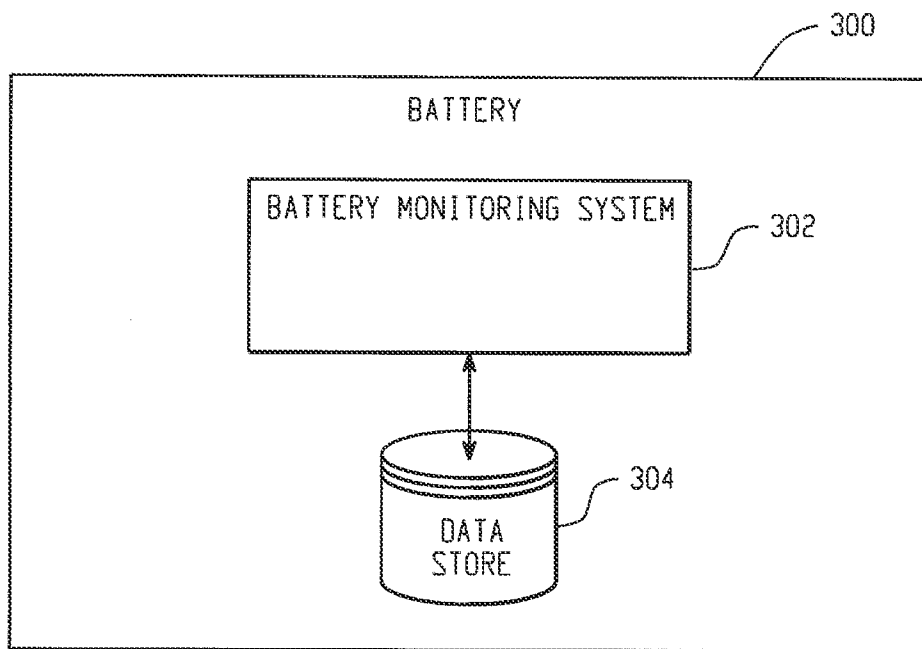 300
BATTERY
BATTERY MONITORING SYSTEM
302
304
DATA
STORE